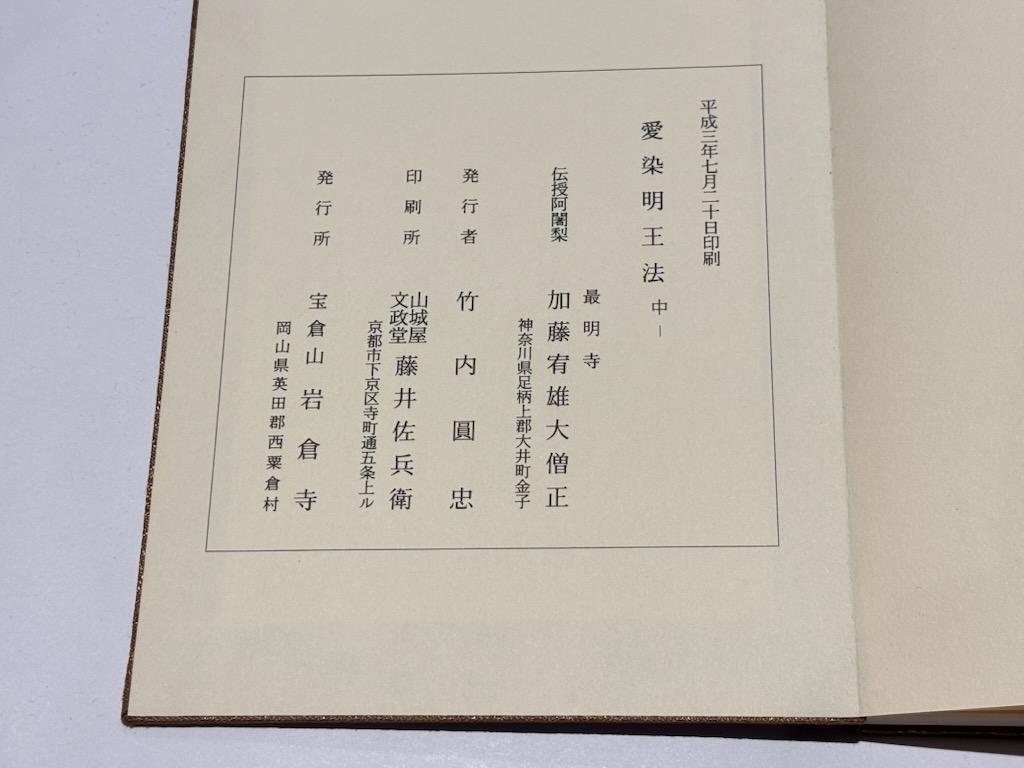 平成三年七月二十日印刷
愛染明王法 中―
最明寺
伝授阿闍梨 加藤宥雄大僧正
神奈川県足柄上郡大井町金子
発行者 竹内圓忠
印刷所 山城屋文政堂 藤井佐兵衛
京都市下京区寺町通五条上ル
発行所 宝倉山 岩倉寺
岡山県英田郡西粟倉村